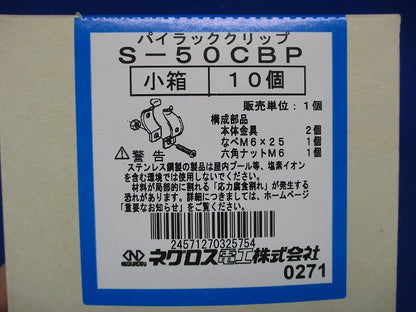 パイラッククリップ
S-50CBP
小箱 10個
販売単位:1個
構成部品
本体金具 2個
なべM6×25 1個
六角ナットM6 1個
警告
ステンレス鋼製の製品は屋内プール等、塩素イオン
を含む環境では使用しないでください。
材料が局部的に割れる「応力腐食割れ」が発生する
恐れがあります。詳細につきましては、ホームページ
「重要なお知らせ」をご覧ください。
24571270325754
NEGUROSU ネグロス電工株式会社
0271